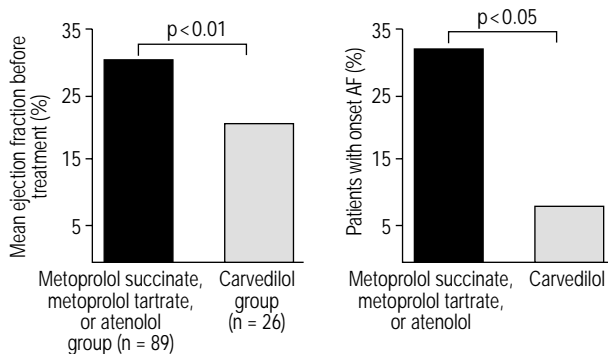 Mean ejection fraction before
treatment (%)
35
25
15
5
p<0.01
Metoprolol succinate,
metoprolol tartrate,
or atenolol
group (n = 89)
Carvedilol
group
(n = 26)
Patients with onset AF (%)
35
25
15
5
p<0.05
Metoprolol succinate,
metoprolol tartrate,
or atenolol
Carvedilol